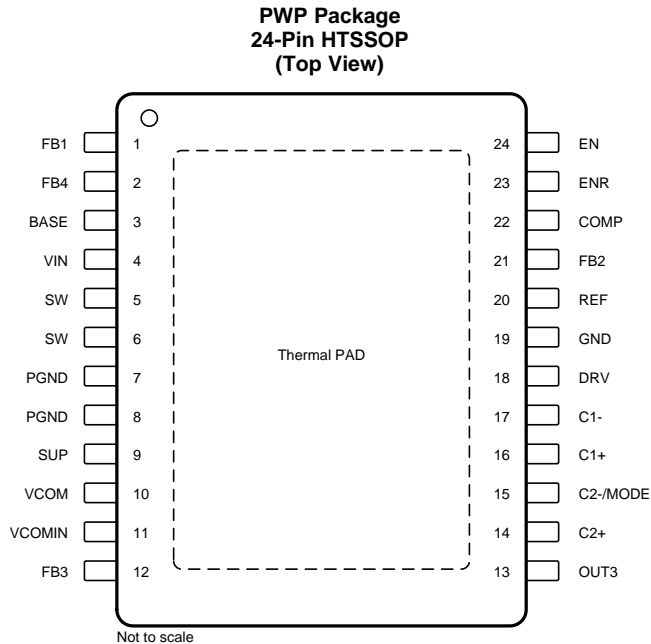 PWP Package
24-Pin HTSSOP
(Top View)
FB1 1 24 EN
FB4 2 23 ENR
BASE 3 22 COMP
VIN 4 21 FB2
SW 5 20 REF
SW 6 19 GND
Thermal PAD
PGND 7 18 DRV
PGND 8 17 C1-
SUP 9 16 C1+
VCOM 10 15 C2-/MODE
VCOMIN 11 14 C2+
FB3 12 13 OUT3
Not to scale